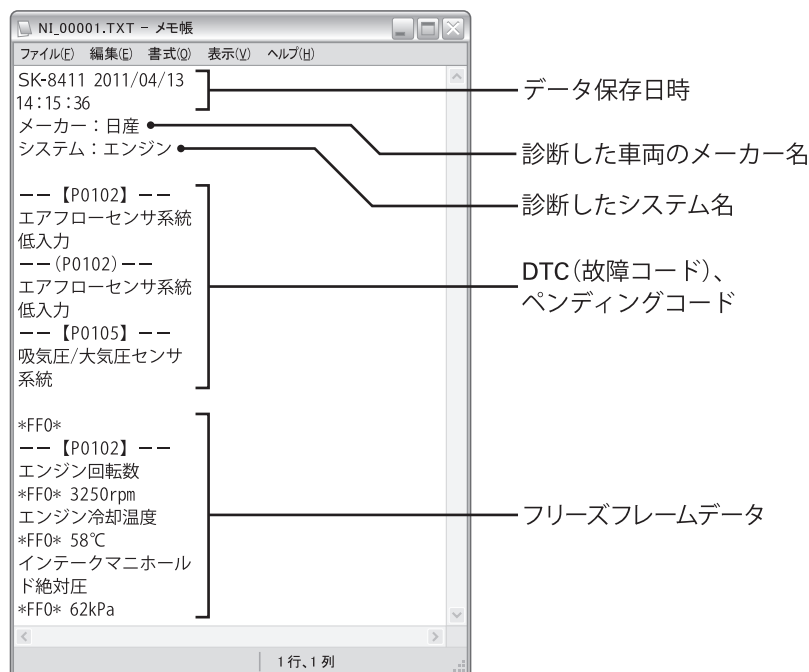 NI_00001.TXT - メモ帳
ファイル(F) 編集(E) 書式(O) 表示(V) ヘルプ(H)
SK-8411 2011/04/13
14:15:36
メーカー：日産
システム：エンジン
ーー【P0102】ーー
エアフローセンサ系統
低入力
ーー(P0102)ーー
エアフローセンサ系統
低入力
ーー【P0105】ーー
吸気圧/大気圧センサ
系統
*FF0*
ーー【P0102】ーー
エンジン回転数
*FF0* 3250rpm
エンジン冷却温度
*FF0* 58℃
インテークマニホール
ド絶対圧
*FF0* 62kPa
1行、1列
データ保存日時
診断した車両のメーカー名
診断したシステム名
DTC（故障コード）、
ペンディングコード
フリーズフレームデータ